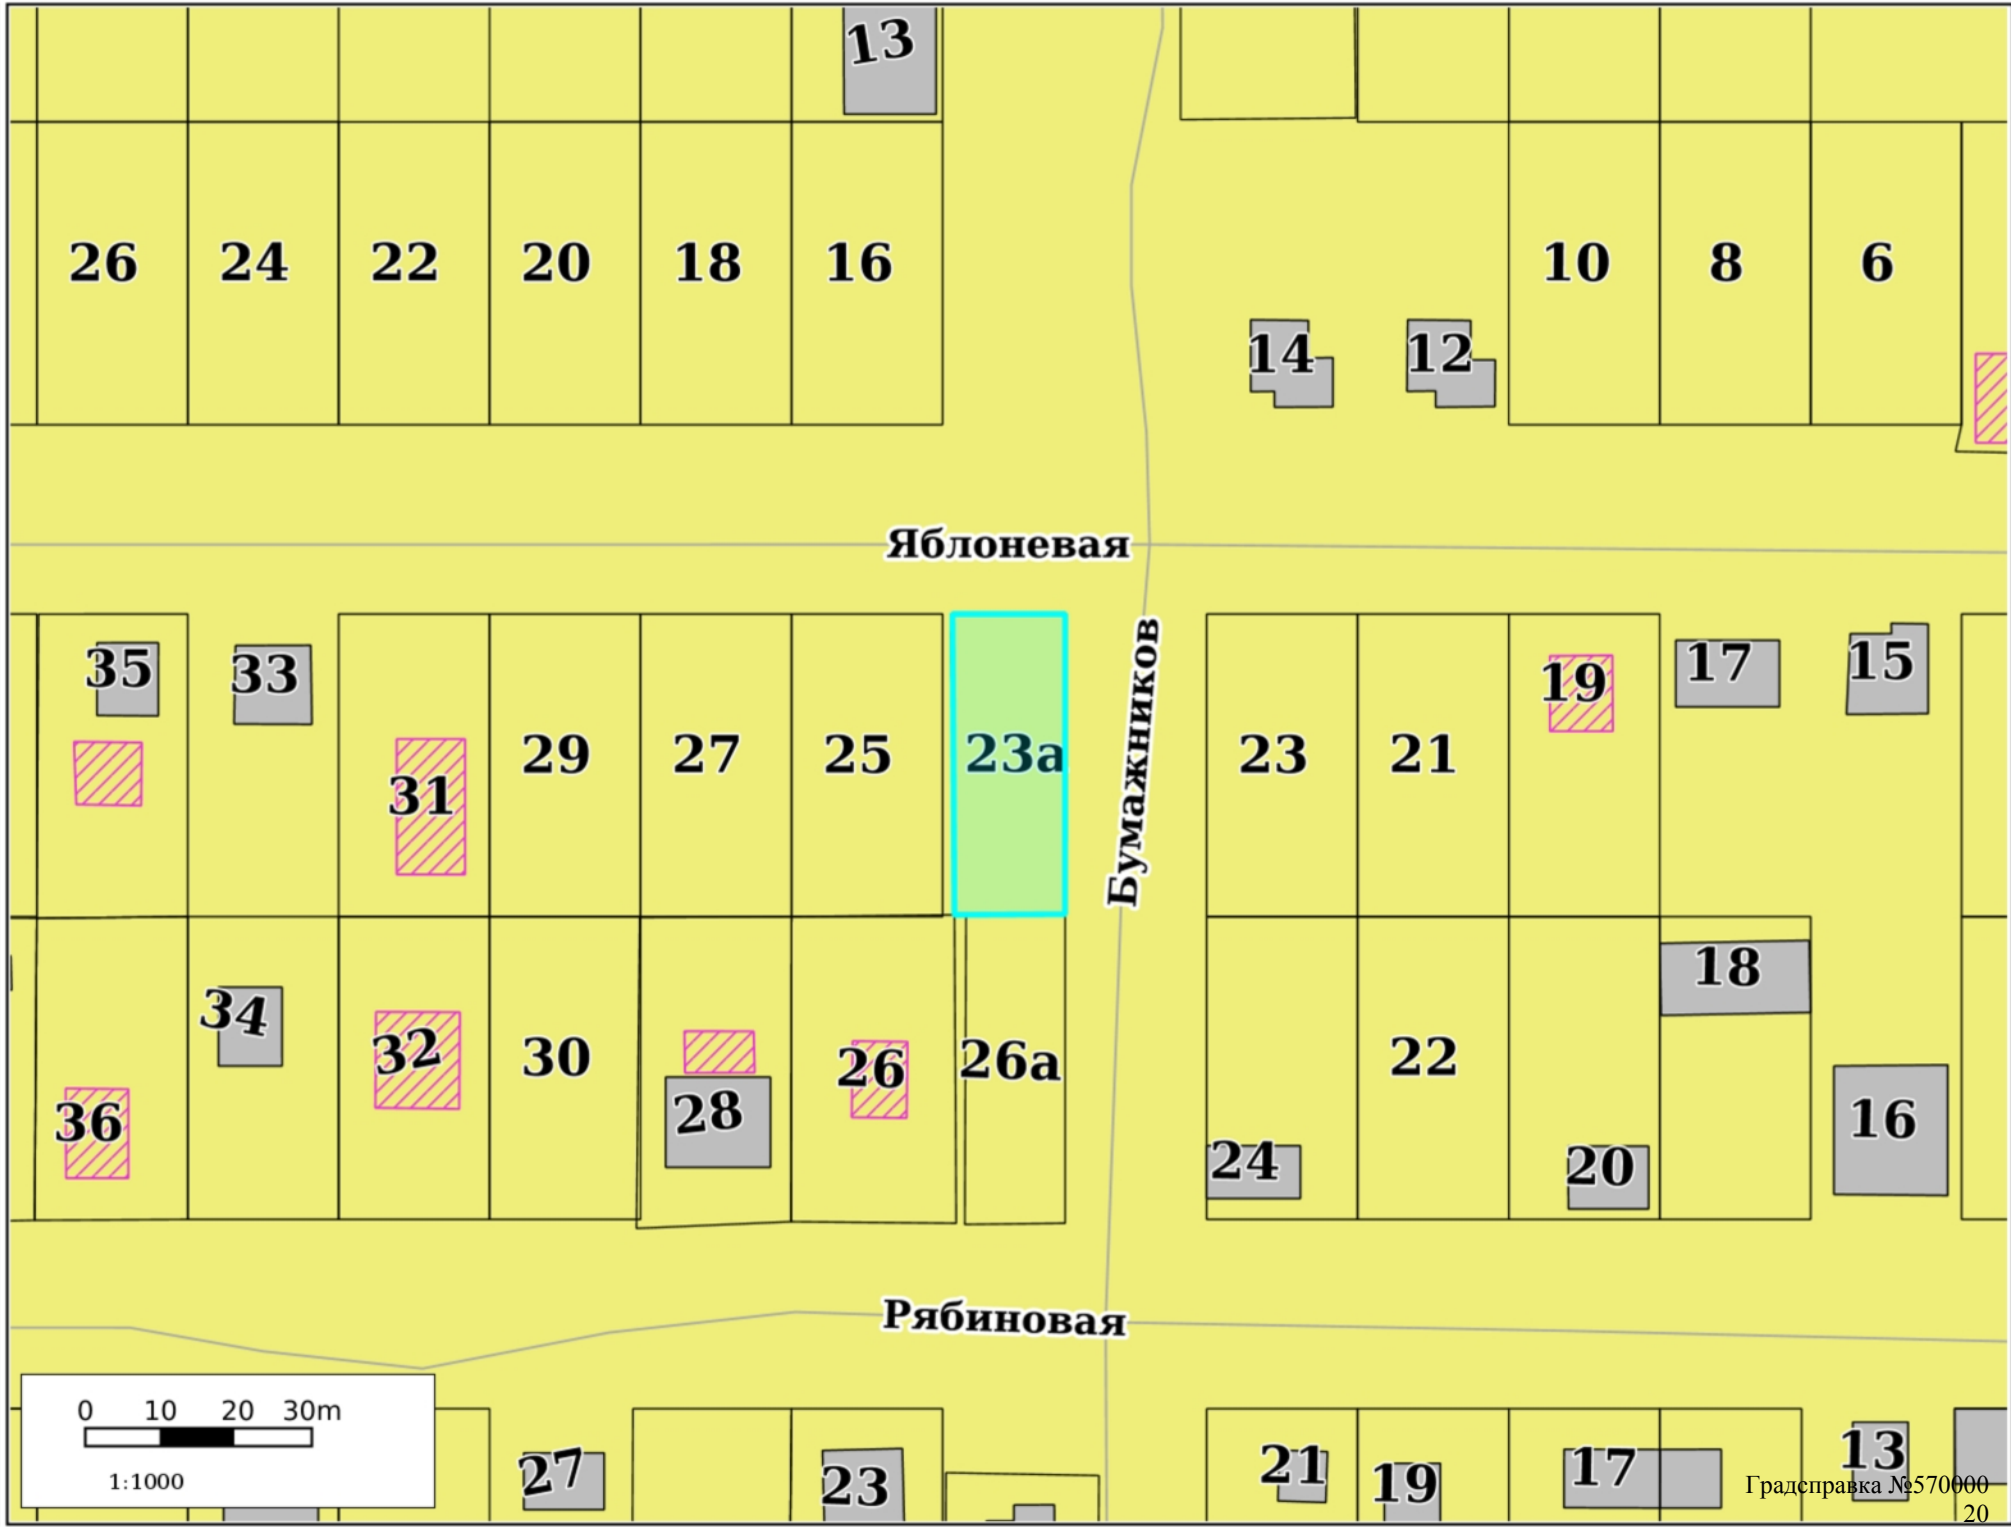 13
26 24 22 20 18 16 10 8 6
14 12
Яблоневая
35 33 19 17 15
31 29 27 25 23а 23 21
Бумажников
18
34 32 30 28 26 26а 22
36 24 20 16
Рябиновая
0 10 20 30m
1:1000
27 23 21 19 17 13
Градсправка №570000
20